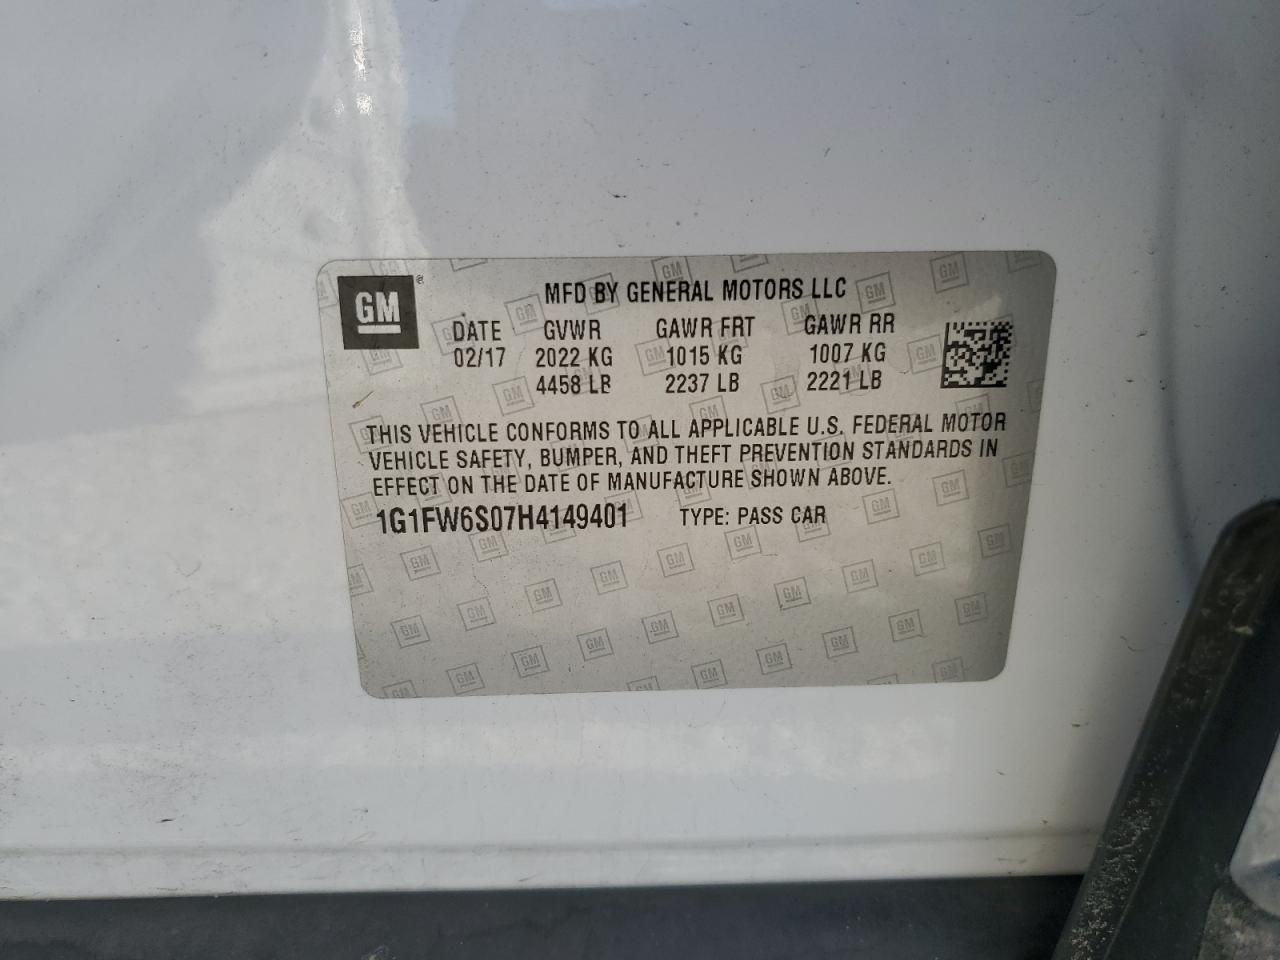 GM
MFD BY GENERAL MOTORS LLC
DATE GVWR GAWR FRT GAWR RR
02/17 2022 KG 1015 KG 1007 KG
4458 LB 2237 LB 2221 LB
THIS VEHICLE CONFORMS TO ALL APPLICABLE U.S. FEDERAL MOTOR
VEHICLE SAFETY, BUMPER, AND THEFT PREVENTION STANDARDS IN
EFFECT ON THE DATE OF MANUFACTURE SHOWN ABOVE.
1G1FW6S07H4149401 TYPE: PASS CAR